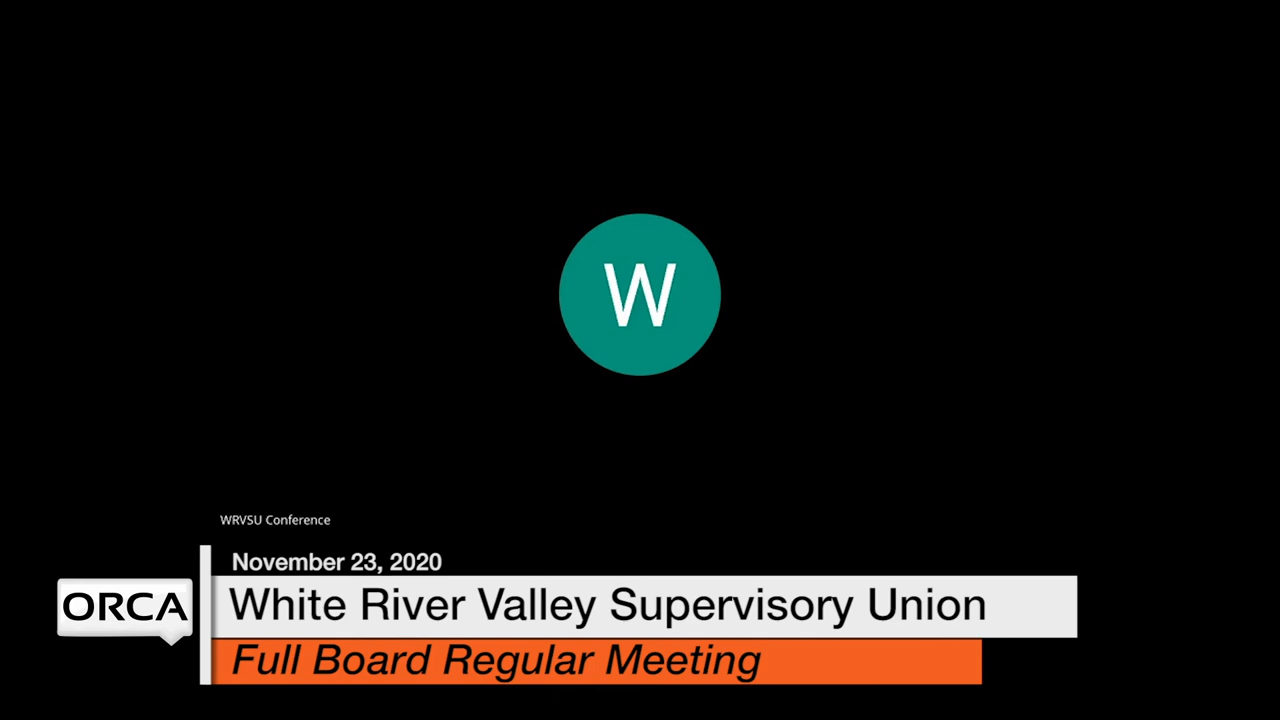 W
WRVSU Conference
November 23, 2020
ORCA
White River Valley Supervisory Union
Full Board Regular Meeting